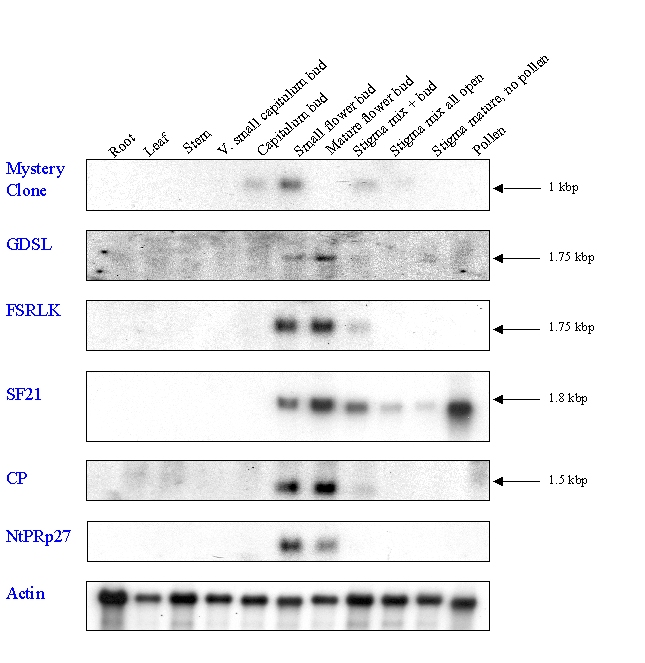 Root
Leaf
Stem
V. small capitulum bud
Capitulum bud
Small flower bud
Mature flower bud
Stigma mix + bud
Stigma mix all open
Stigma mature, no pollen
Pollen
Mystery
Clone
1 kbp
GDSL
1.75 kbp
FSRLK
1.75 kbp
SF21
1.8 kbp
CP
1.5 kbp
NtPRp27
Actin